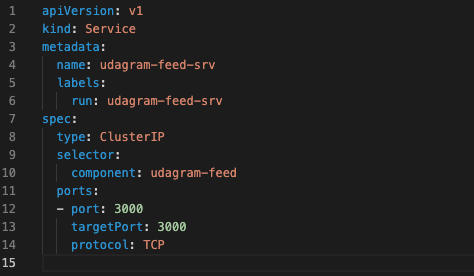 1 apiVersion: v1
2 kind: Service
3 metadata:
4   name: udagram-feed-srv
5   labels:
6     run: udagram-feed-srv
7 spec:
8   type: ClusterIP
9   selector:
10     component: udagram-feed
11   ports:
12   - port: 3000
13     targetPort: 3000
14     protocol: TCP
15